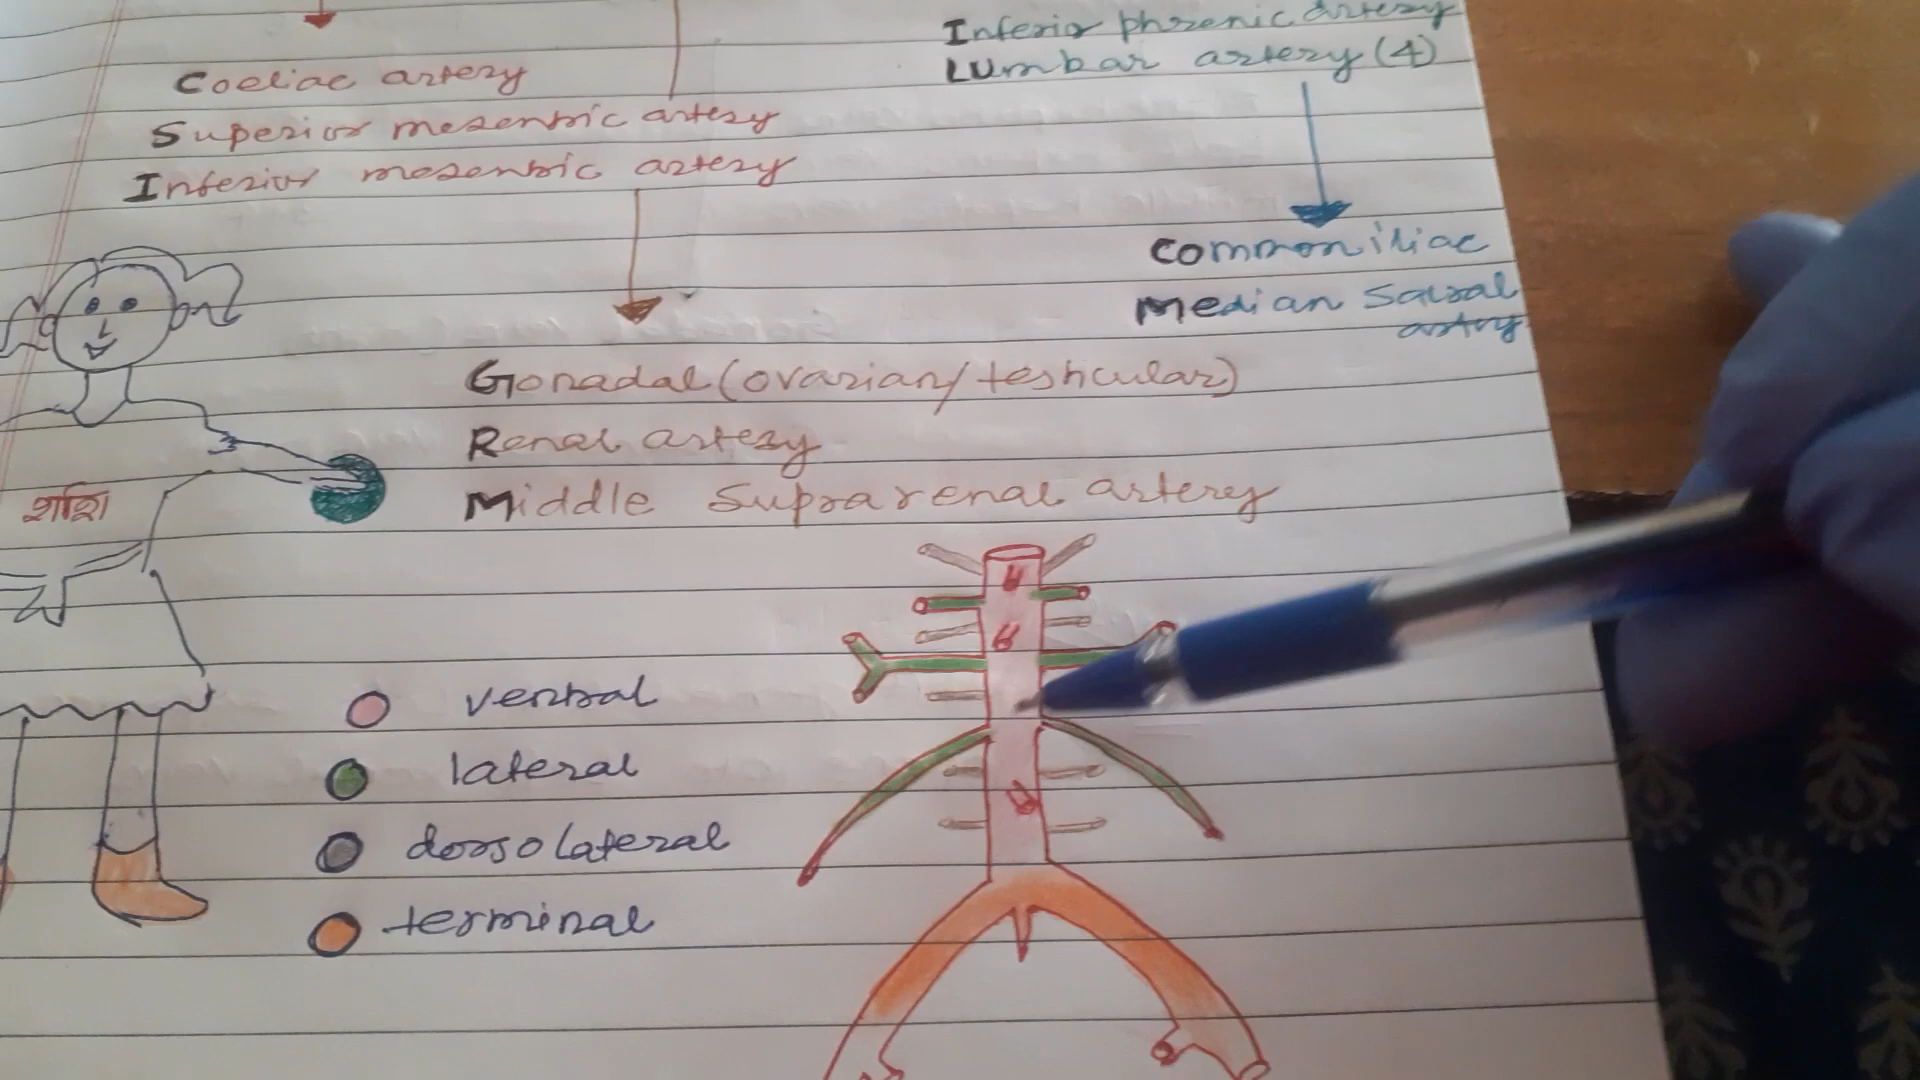 Inferior phrenic artery
Lumbar artery (4)
Coeliac artery
Superior mesentric artery
Inferior mesentric artery
Common iliac
Median Sacral
artery
Gonadal (ovarian/testicular)
Renal artery
Middle Suprarenal artery
शशि
ventral
lateral
dorsolateral
terminal